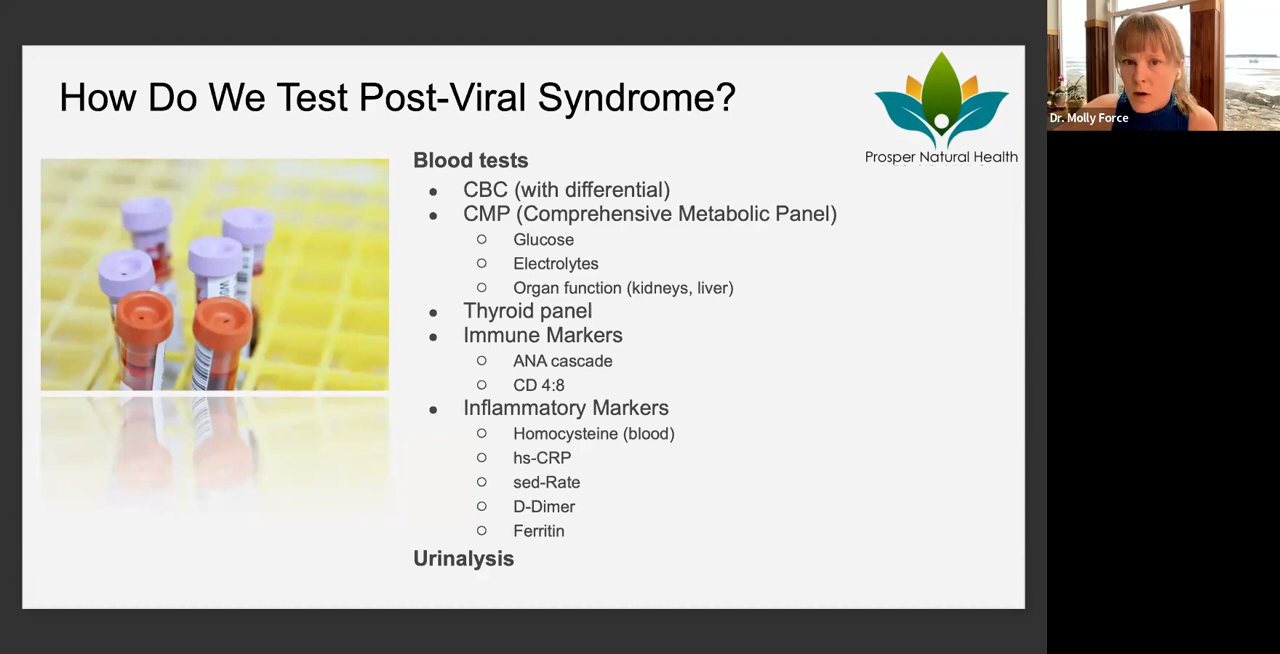 How Do We Test Post-Viral Syndrome?
Prosper Natural Health
Dr. Molly Force
Blood tests
● CBC (with differential)
● CMP (Comprehensive Metabolic Panel)
○ Glucose
○ Electrolytes
○ Organ function (kidneys, liver)
● Thyroid panel
● Immune Markers
○ ANA cascade
○ CD 4:8
● Inflammatory Markers
○ Homocysteine (blood)
○ hs-CRP
○ sed-Rate
○ D-Dimer
○ Ferritin
Urinalysis